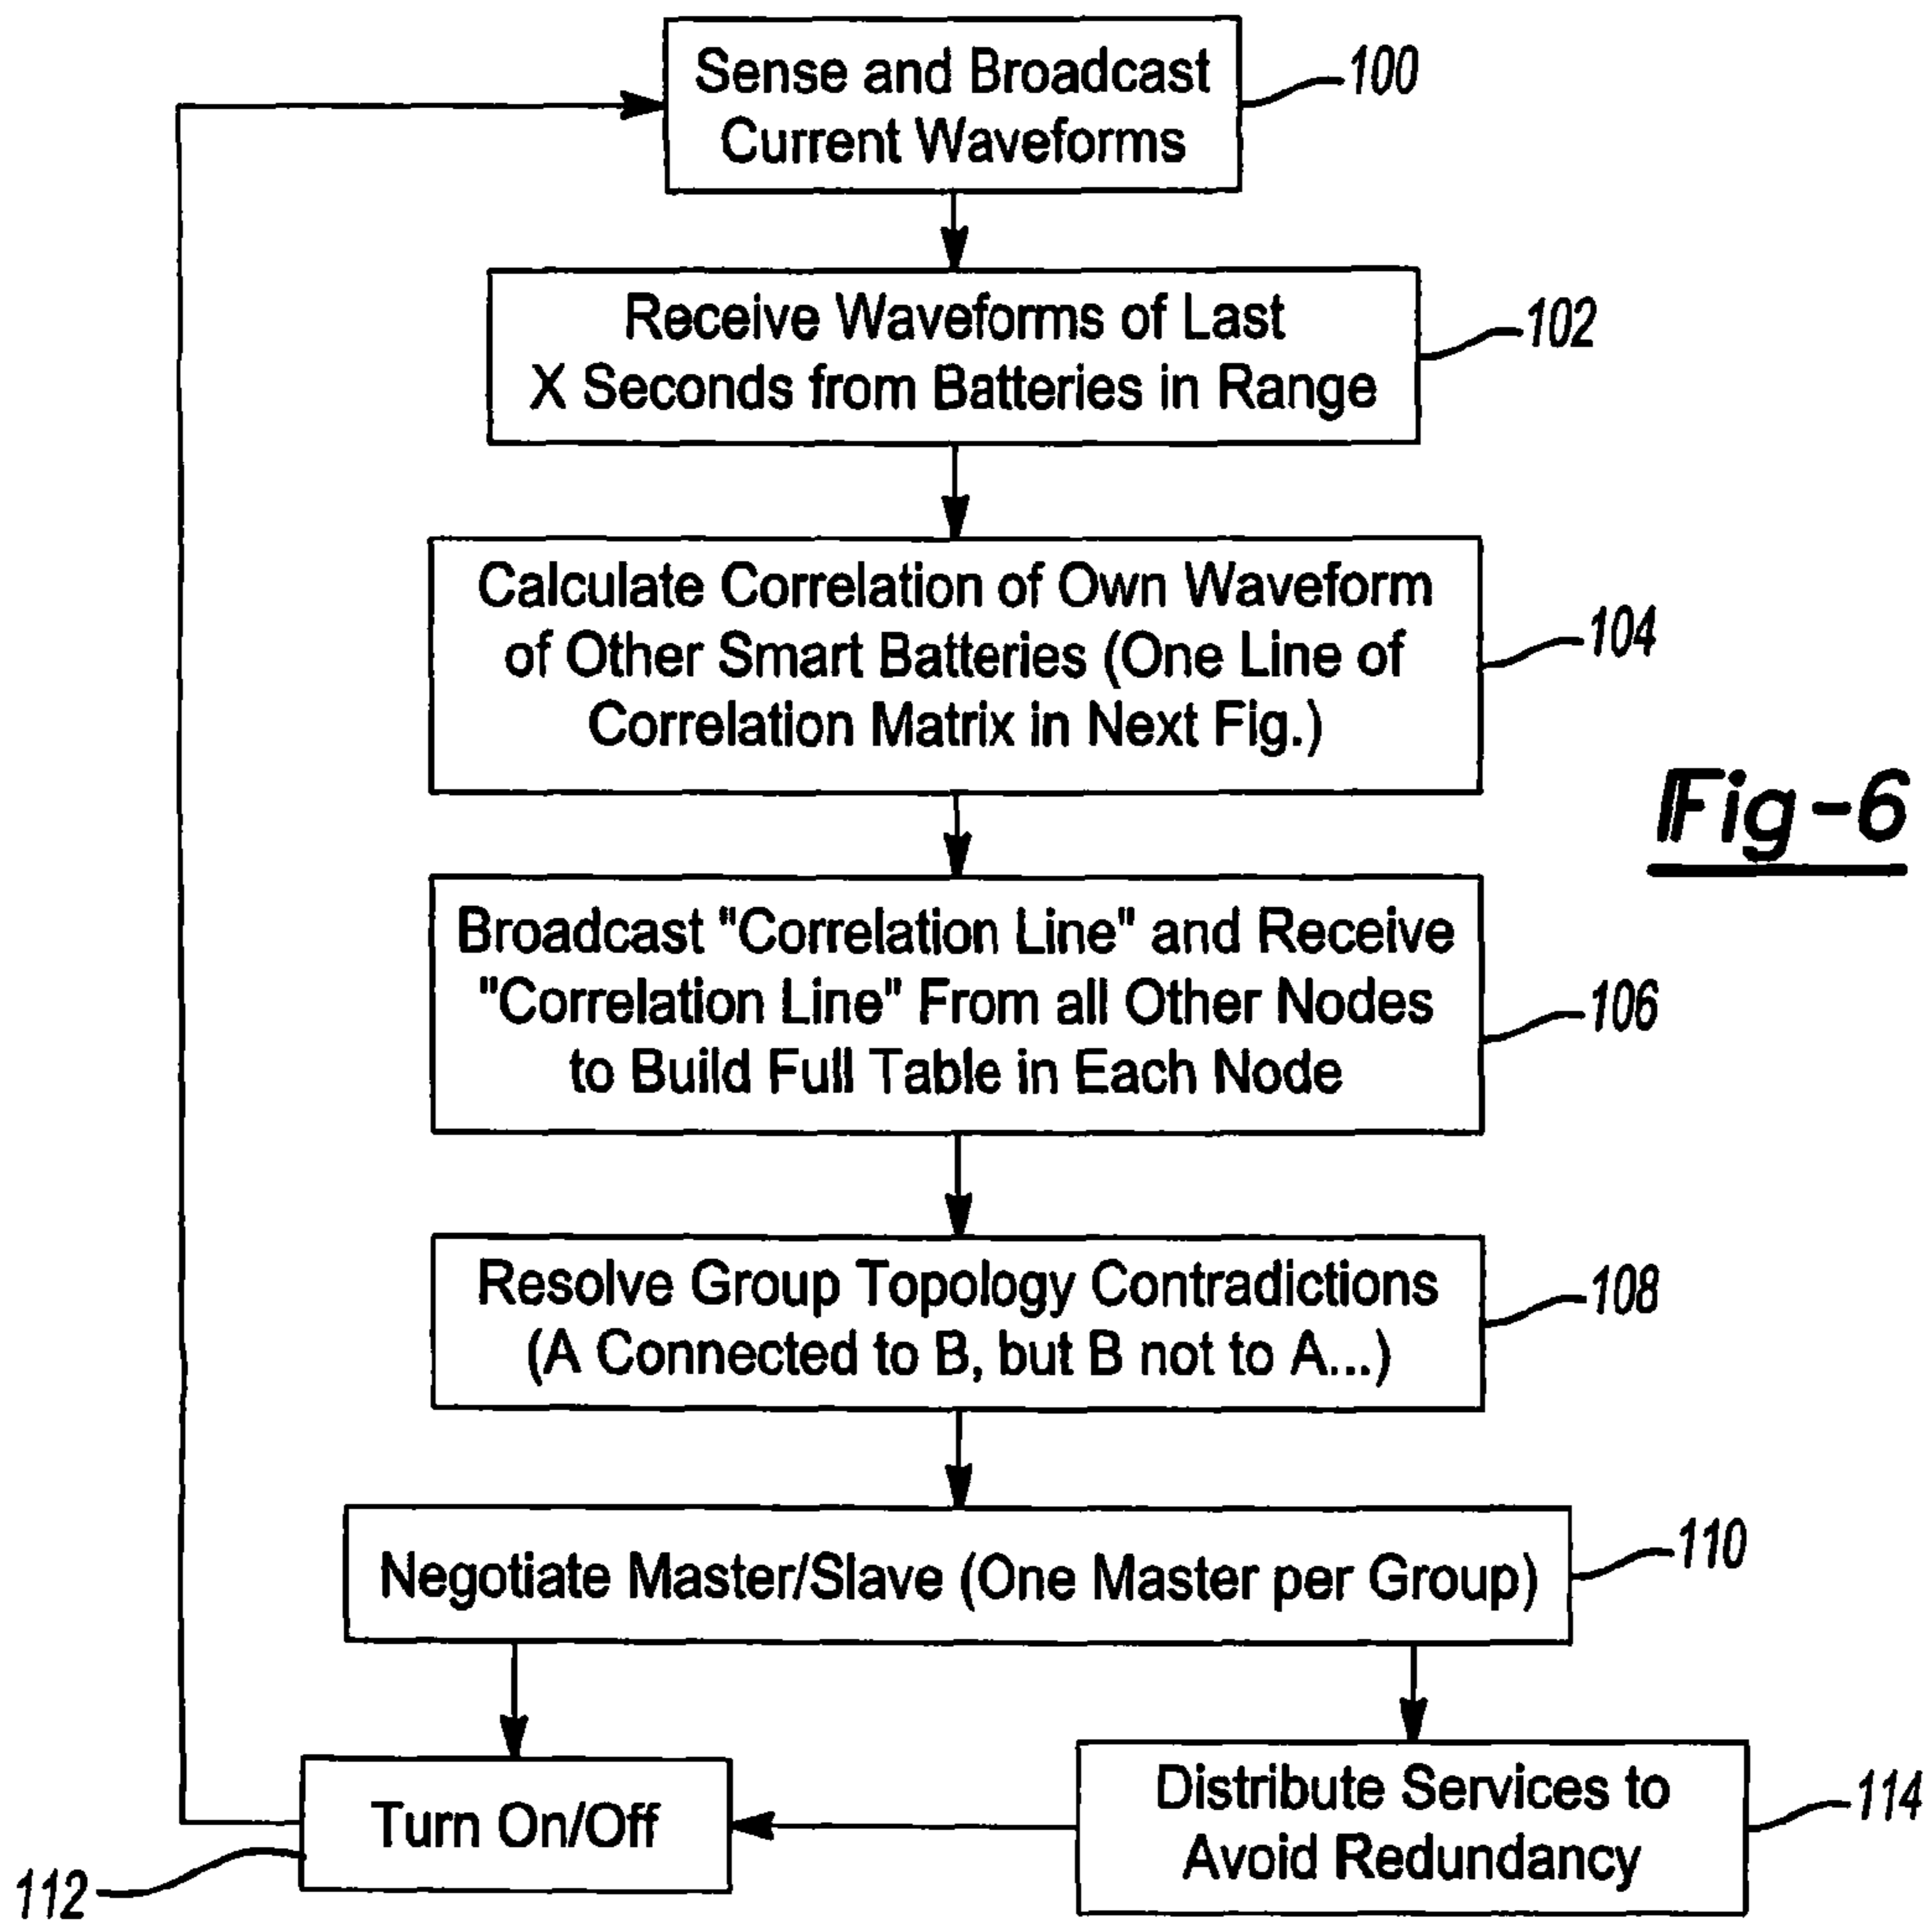 Sense and Broadcast
Current Waveforms
100
Receive Waveforms of Last
X Seconds from Batteries in Range
102
Calculate Correlation of Own Waveform
of Other Smart Batteries (One Line of
Correlation Matrix in Next Fig.)
104
Fig-6
Broadcast "Correlation Line" and Receive
"Correlation Line" From all Other Nodes
to Build Full Table in Each Node
106
Resolve Group Topology Contradictions
(A Connected to B, but B not to A...)
108
Negotiate Master/Slave (One Master per Group)
110
Turn On/Off
112
Distribute Services to
Avoid Redundancy
114